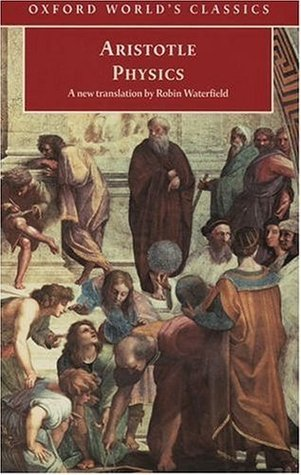 OXFORD WORLD'S CLASSICS
ARISTOTLE
PHYSICS
A new translation by Robin Waterfield